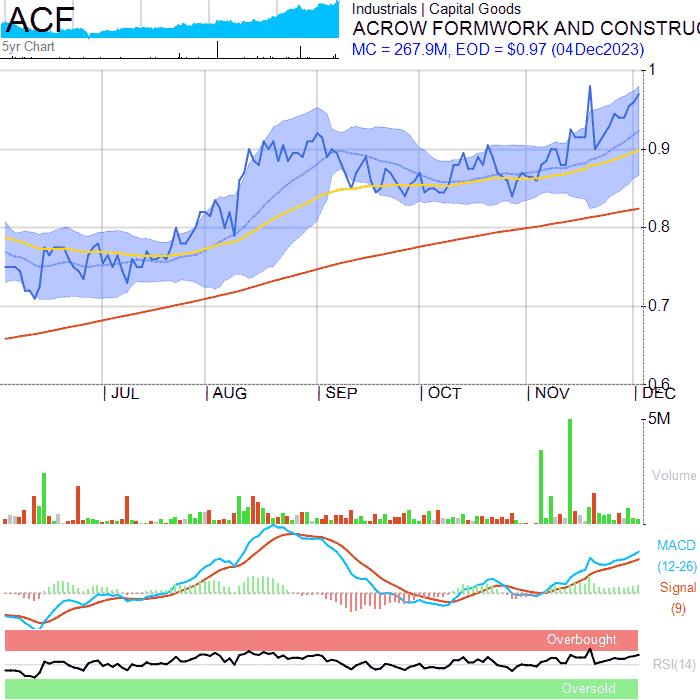 ACF
5yr Chart
Industrials | Capital Goods
ACROW FORMWORK AND CONSTRUC
MC = 267.9M, EOD = $0.97 (04Dec2023)
1
0.9
0.8
0.7
0.6
JUL AUG SEP OCT NOV DEC
5M
Volume
MACD
(12-26)
Signal
(9)
Overbought
RSI(14)
Oversold